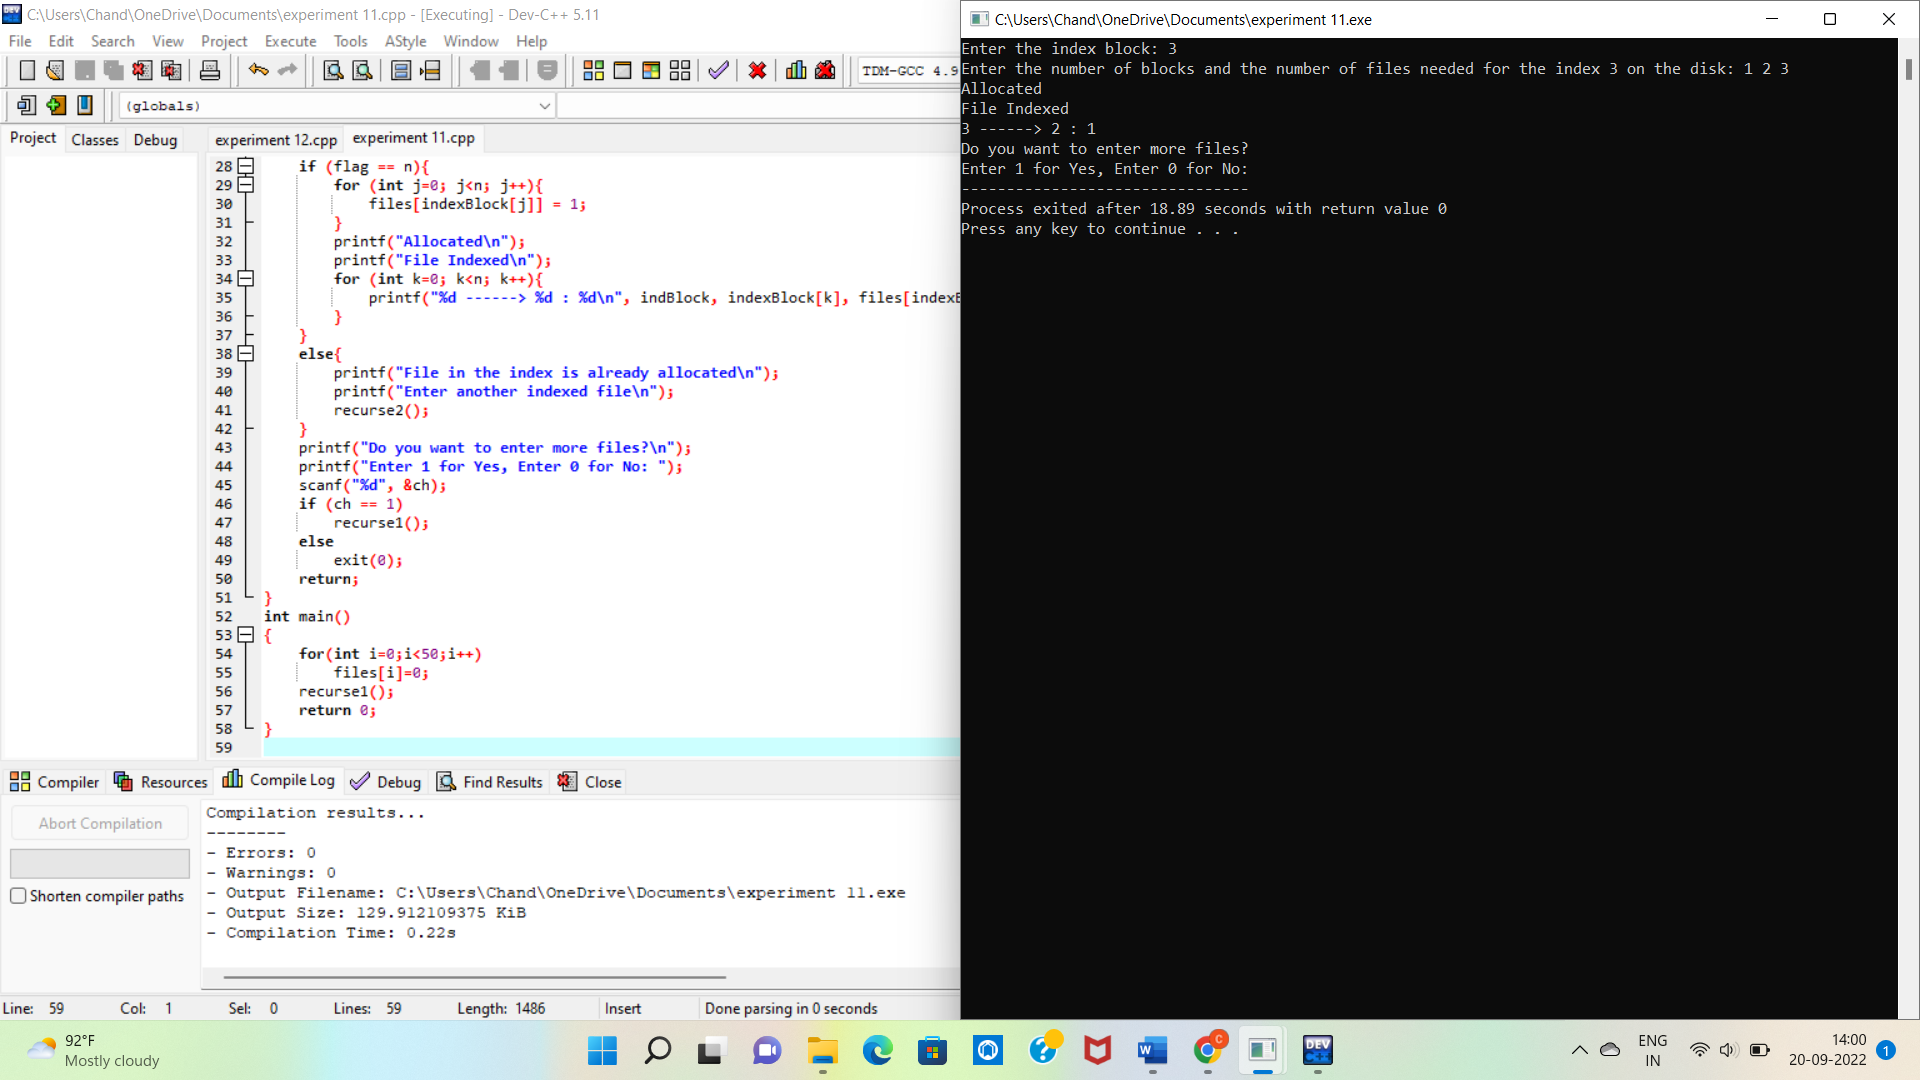 C:\Users\Chand\OneDrive\Documents\experiment 11.cpp - [Executing] - Dev-C++ 5.11
File Edit Search View Project Execute Tools AStyle Window Help
TDM-GCC 4.9
(globals)
Project Classes Debug
experiment 12.cpp experiment 11.cpp
28 if (flag == n){
29 for (int j=0; j<n; j++){
30 files[indexBlock[j]] = 1;
31 }
32 printf("Allocated\n");
33 printf("File Indexed\n");
34 for (int k=0; k<n; k++){
35 printf("%d ------> %d : %d\n", indBlock, indexBlock[k], files[indexB
36 }
37 }
38 else{
39 printf("File in the index is already allocated\n");
40 printf("Enter another indexed file\n");
41 recurse2();
42 }
43 printf("Do you want to enter more files?\n");
44 printf("Enter 1 for Yes, Enter 0 for No: ");
45 scanf("%d", &ch);
46 if (ch == 1)
47 recurse1();
48 else
49 exit(0);
50 return;
51 }
52 int main()
53 {
54 for(int i=0;i<50;i++)
55 files[i]=0;
56 recurse1();
57 return 0;
58 }
59
Compiler Resources Compile Log Debug Find Results Close
Abort Compilation
Shorten compiler paths
Compilation results...
--------
- Errors: 0
- Warnings: 0
- Output Filename: C:\Users\Chand\OneDrive\Documents\experiment 11.exe
- Output Size: 129.912109375 KiB
- Compilation Time: 0.22s
Line: 59 Col: 1 Sel: 0 Lines: 59 Length: 1486 Insert Done parsing in 0 seconds
C:\Users\Chand\OneDrive\Documents\experiment 11.exe
Enter the index block: 3
Enter the number of blocks and the number of files needed for the index 3 on the disk: 1 2 3
Allocated
File Indexed
3 ------> 2 : 1
Do you want to enter more files?
Enter 1 for Yes, Enter 0 for No:
--------------------------------
Process exited after 18.89 seconds with return value 0
Press any key to continue . . .
92°F
Mostly cloudy
ENG
IN
14:00
20-09-2022
1